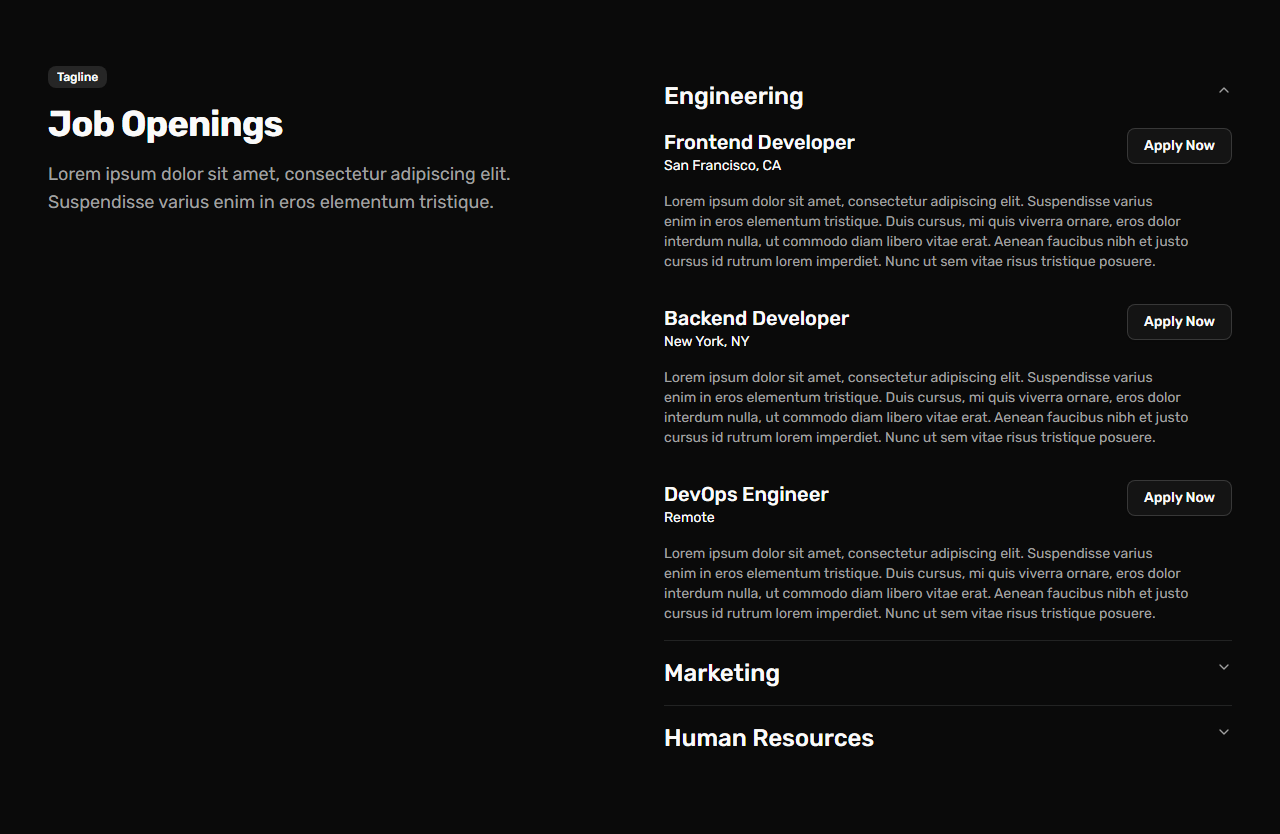 Tagline
Job Openings
Lorem ipsum dolor sit amet, consectetur adipiscing elit.
Suspendisse varius enim in eros elementum tristique.
Engineering
Frontend Developer
San Francisco, CA
Apply Now
Lorem ipsum dolor sit amet, consectetur adipiscing elit. Suspendisse varius
enim in eros elementum tristique. Duis cursus, mi quis viverra ornare, eros dolor
interdum nulla, ut commodo diam libero vitae erat. Aenean faucibus nibh et justo
cursus id rutrum lorem imperdiet. Nunc ut sem vitae risus tristique posuere.
Backend Developer
New York, NY
Apply Now
Lorem ipsum dolor sit amet, consectetur adipiscing elit. Suspendisse varius
enim in eros elementum tristique. Duis cursus, mi quis viverra ornare, eros dolor
interdum nulla, ut commodo diam libero vitae erat. Aenean faucibus nibh et justo
cursus id rutrum lorem imperdiet. Nunc ut sem vitae risus tristique posuere.
DevOps Engineer
Remote
Apply Now
Lorem ipsum dolor sit amet, consectetur adipiscing elit. Suspendisse varius
enim in eros elementum tristique. Duis cursus, mi quis viverra ornare, eros dolor
interdum nulla, ut commodo diam libero vitae erat. Aenean faucibus nibh et justo
cursus id rutrum lorem imperdiet. Nunc ut sem vitae risus tristique posuere.
Marketing
Human Resources